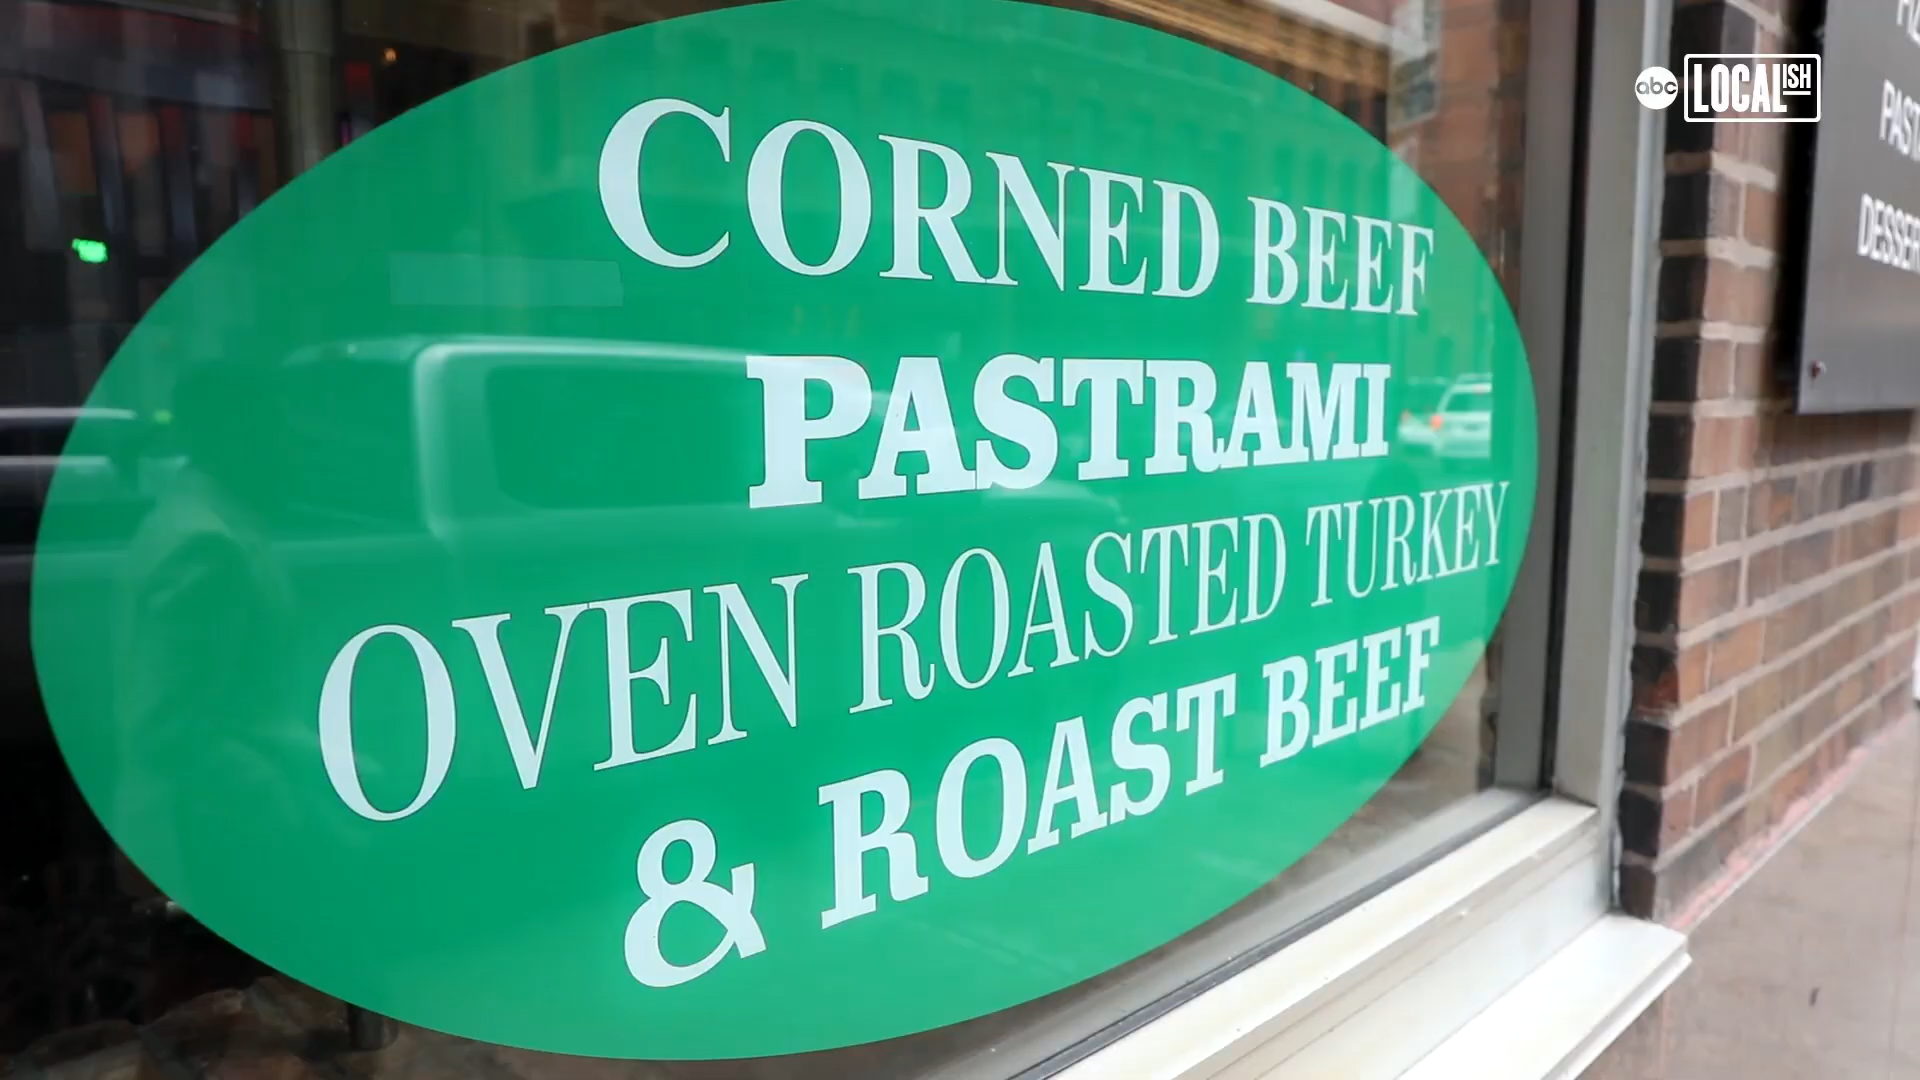 CORNED BEEF
PASTRAMI
OVEN ROASTED TURKEY
& ROAST BEEF
abc LOCALISH